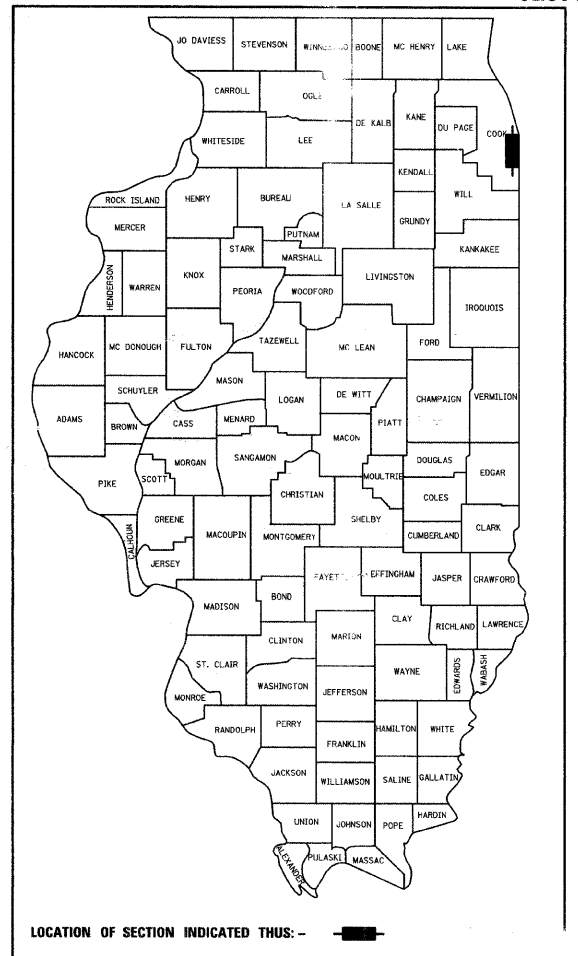 JO DAVIESS STEVENSON BOONE MC HENRY LAKE
CARROLL
DE KALB KANE DU PAGE COOK
WHITESIDE LEE
KENDALL
WILL
ROCK ISLAND HENRY BUREAU LA SALLE
GRUNDY
MERCER PUTNAM
STARK KANKAKEE
MARSHALL
HENDERSON WARREN KNOX LIVINGSTON
PEORIA WOODFORD
IROQUOIS
TAZEWELL FORD
HANCOCK MC DONOUGH FULTON MC LEAN
MASON
SCHUYLER DE WITT
ADAMS LOGAN CHAMPAIGN VERMILION
BROWN CASS MENARD PIATT
MACON
MORGAN SANGAMON DOUGLAS
PIKE SCOTT MOULTRIE EDGAR
CHRISTIAN COLES
GREENE SHELBY
CALHOUN MACOUPIN MONTGOMERY CUMBERLAND CLARK
JERSEY
EFFINGHAM JASPER CRAWFORD
MADISON BOND
CLAY
RICHLAND LAWRENCE
CLINTON MARION
ST. CLAIR WAYNE EDWARDS WABASH
WASHINGTON JEFFERSON
MONROE
RANDOLPH PERRY HAMILTON WHITE
FRANKLIN
JACKSON
WILLIAMSON SALINE GALLATIN
HARDIN
UNION JOHNSON POPE
ALEXANDER PULASKI MASSAC
LOCATION OF SECTION INDICATED THUS: –